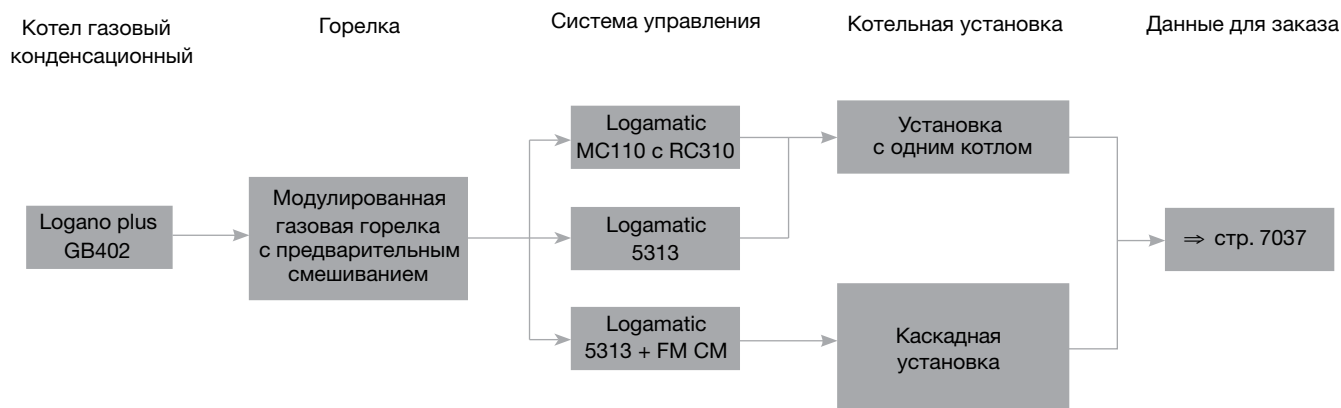 Котел газовый
конденсационный
Горелка
Система управления
Котельная установка
Данные для заказа
Logano plus
GB402
Модулированная
газовая горелка
с предварительным
смешиванием
Logamatic
MC110 с RC310
Logamatic
5313
Logamatic
5313 + FM CM
Установка
с одним котлом
Каскадная
установка
⇒ стр. 7037